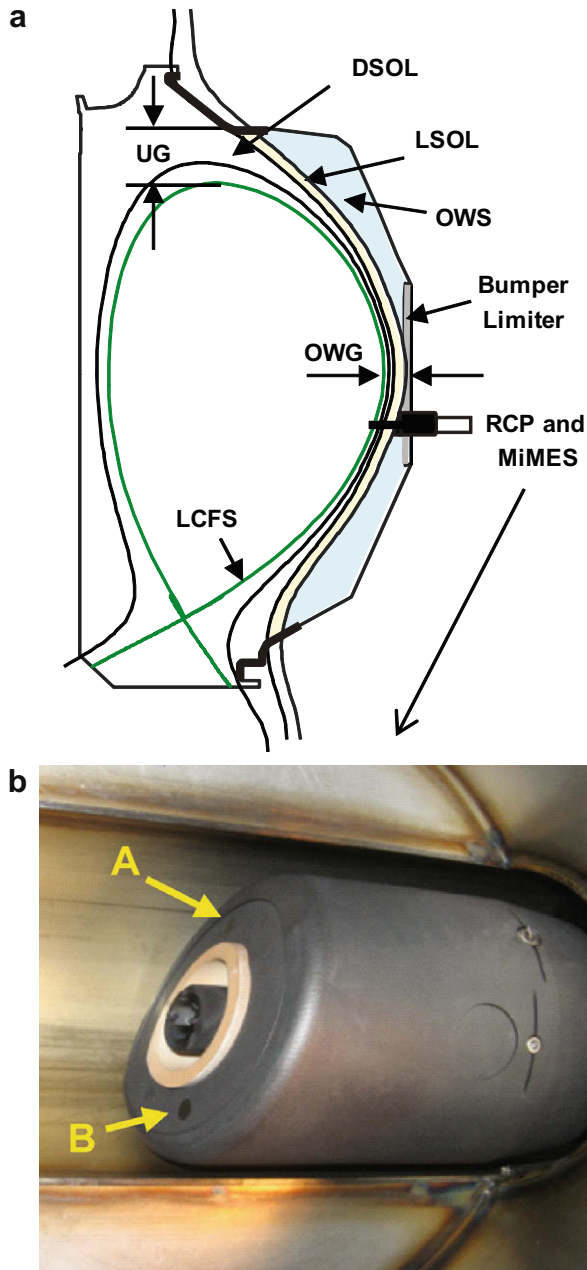 a
DSOL
UG
LSOL
OWS
Bumper
Limiter
OWG
RCP and
MiMES
LCFS
b
A
B